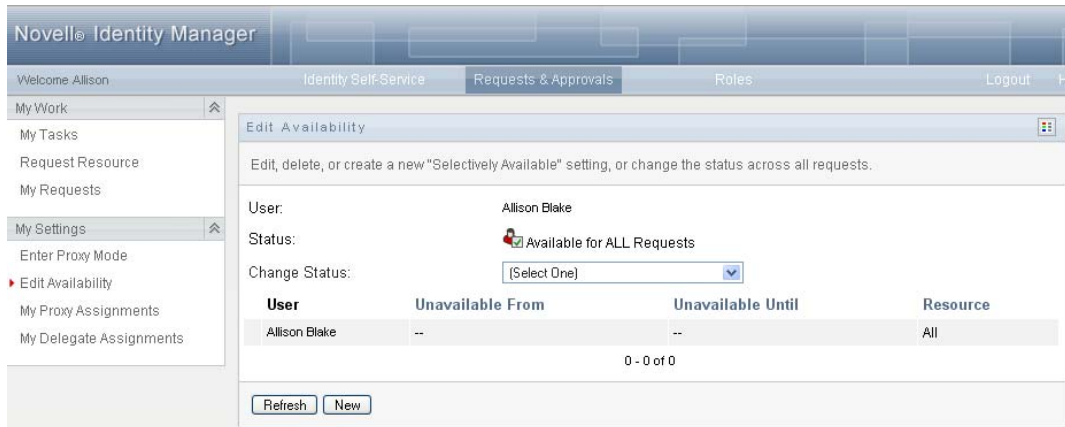 Novell® Identity Manager
Welcome Allison
Identity Self-Service
Requests & Approvals
Roles
Logout
H
My Work
My Tasks
Request Resource
My Requests
My Settings
Enter Proxy Mode
Edit Availability
My Proxy Assignments
My Delegate Assignments
Edit Availability
Edit, delete, or create a new "Selectively Available" setting, or change the status across all requests.
User: Allison Blake
Status: Available for ALL Requests
Change Status: (Select One)
User Unavailable From Unavailable Until Resource
Allison Blake -- -- All
0 - 0 of 0
Refresh New